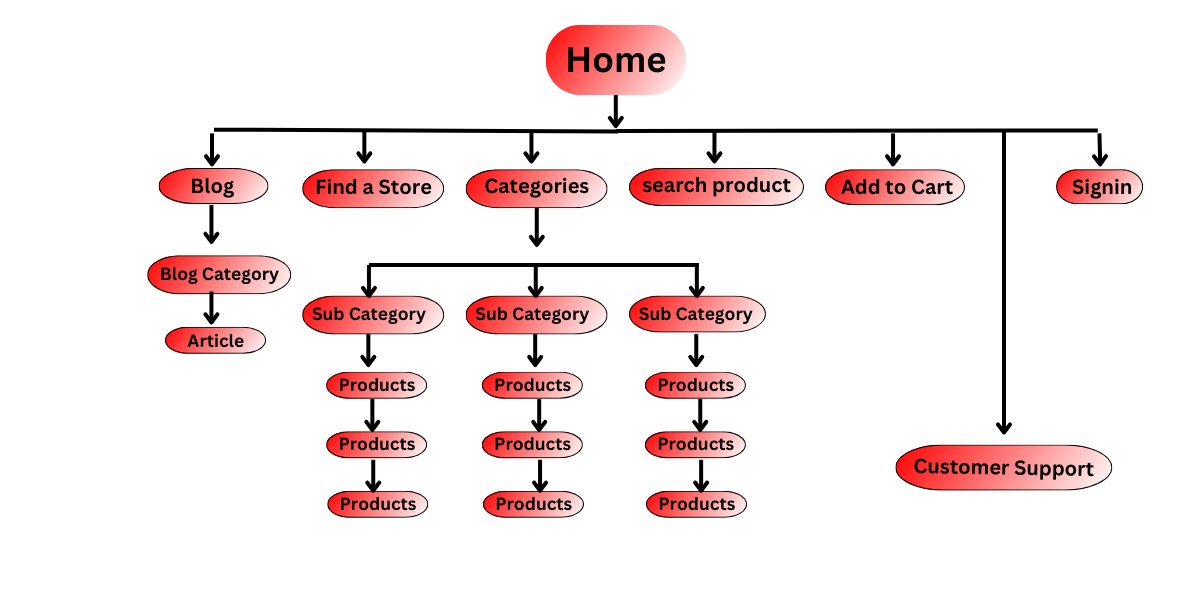 Home
Blog
Find a Store
Categories
search product
Add to Cart
Signin
Blog Category
Article
Sub Category
Sub Category
Sub Category
Products
Products
Products
Products
Products
Products
Products
Products
Products
Customer Support